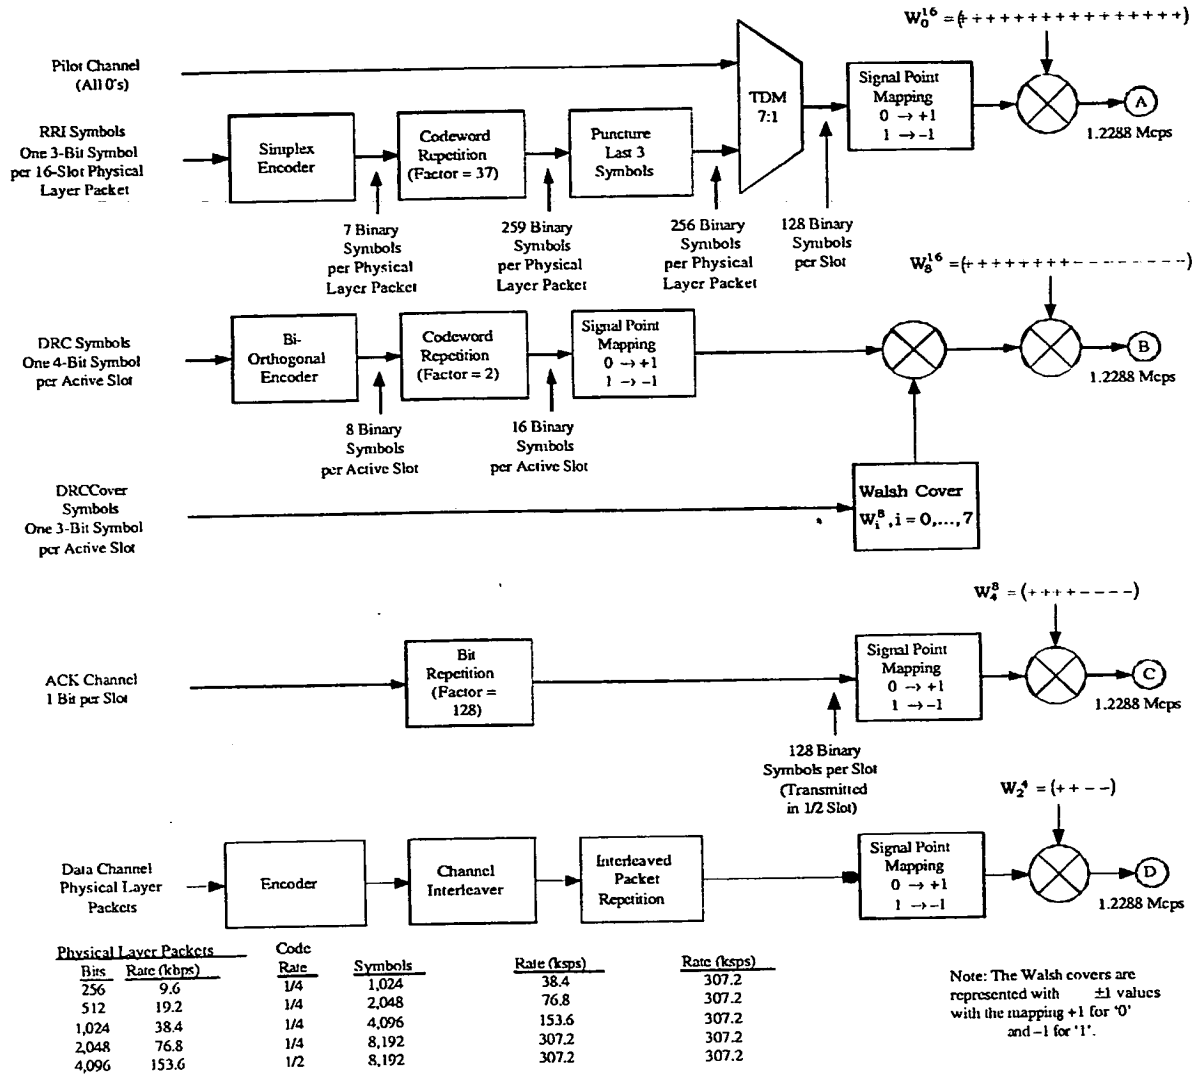 W₀¹⁶ = (+ + + + + + + + + + + + + + + +)
Pilot Channel
(All 0's)
TDM
7:1
Signal Point
Mapping
0 → +1
1 → −1
A
1.2288 Mcps
RRI Symbols
One 3-Bit Symbol
per 16-Slot Physical
Layer Packet
Simplex
Encoder
Codeword
Repetition
(Factor = 37)
Puncture
Last 3
Symbols
7 Binary
Symbols
per Physical
Layer Packet
259 Binary
Symbols
per Physical
Layer Packet
256 Binary
Symbols
per Physical
Layer Packet
128 Binary
Symbols
per Slot
W₈¹⁶ = (+ + + + + + + + - - - - - - - -)
DRC Symbols
One 4-Bit Symbol
per Active Slot
Bi-
Orthogonal
Encoder
Codeword
Repetition
(Factor = 2)
Signal Point
Mapping
0 → +1
1 → −1
B
1.2288 Mcps
8 Binary
Symbols
per Active Slot
16 Binary
Symbols
per Active Slot
DRCCover
Symbols
One 3-Bit Symbol
per Active Slot
Walsh Cover
Wᵢ⁸, i = 0,...,7
W₄⁸ = (+ + + + - - - -)
ACK Channel
1 Bit per Slot
Bit
Repetition
(Factor =
128)
Signal Point
Mapping
0 → +1
1 → −1
C
1.2288 Mcps
128 Binary
Symbols per Slot
(Transmitted
in 1/2 Slot)
W₂⁴ = (+ + - -)
Data Channel
Physical Layer
Packets
Encoder
Channel
Interleaver
Interleaved
Packet
Repetition
Signal Point
Mapping
0 → +1
1 → −1
D
1.2288 Mcps
Physical Layer Packets Code
Bits Rate (kbps) Rate Symbols Rate (ksps) Rate (ksps)
256 9.6 1/4 1,024 38.4 307.2
512 19.2 1/4 2,048 76.8 307.2
1,024 38.4 1/4 4,096 153.6 307.2
2,048 76.8 1/4 8,192 307.2 307.2
4,096 153.6 1/2 8,192 307.2 307.2
Note: The Walsh covers are
represented with ±1 values
with the mapping +1 for '0'
and −1 for '1'.